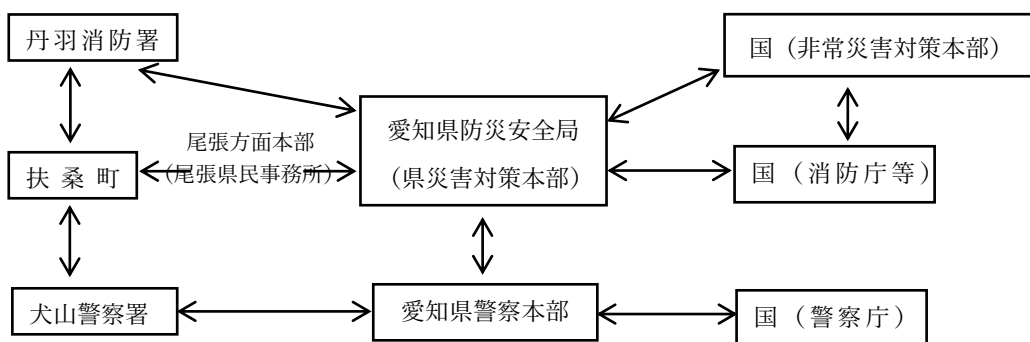 丹羽消防署
国（非常災害対策本部）
愛知県防災安全局
（県災害対策本部）
尾張方面本部
（尾張県民事務所）
扶 桑 町
国（消防庁等）
犬山警察署
愛知県警察本部
国（警察庁）